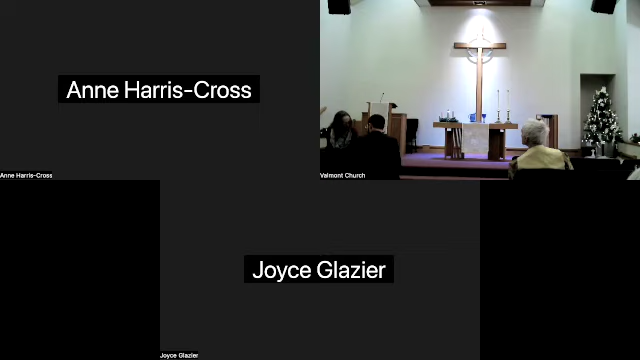 Anne Harris-Cross
Anne Harris-Cross
Valmont Church
Joyce Glazier
Joyce Glazier